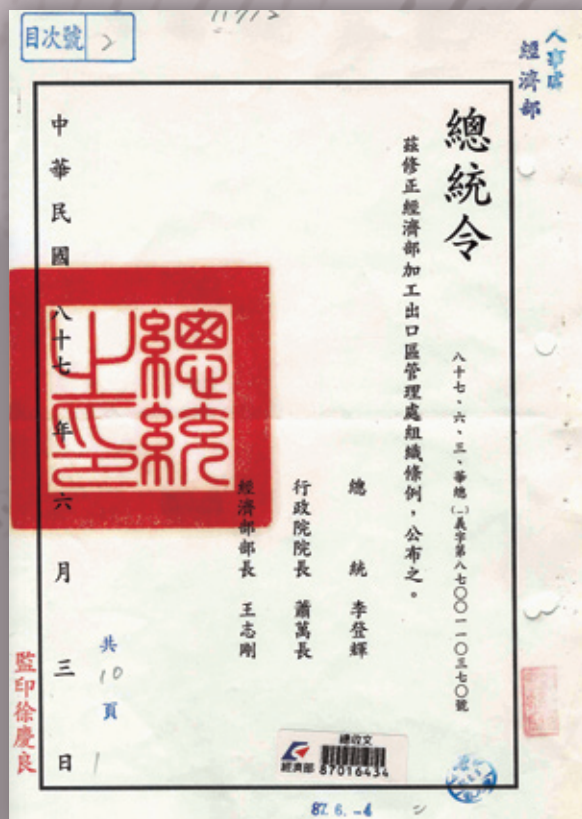 目次號 2
人事處
經濟部
總統令
八十七、六、三、華總(一)義字第八七〇〇一一〇三七〇號
茲修正經濟部加工出口區管理處組織條例，公布之。
總統 李登輝
行政院院長 蕭萬長
經濟部部長 王志剛
總統之印
中華民國八十七年六月三日
共10頁
1
監印徐慶良
總收文
經濟部 87016434
87. 6. -4